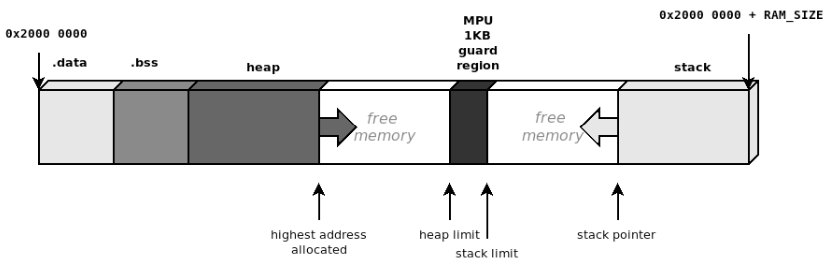 0x2000 0000 + RAM_SIZE
MPU
1KB
guard
region
0x2000 0000
.data
.bss
heap
stack
free
memory
free
memory
highest address
allocated
heap limit
stack limit
stack pointer